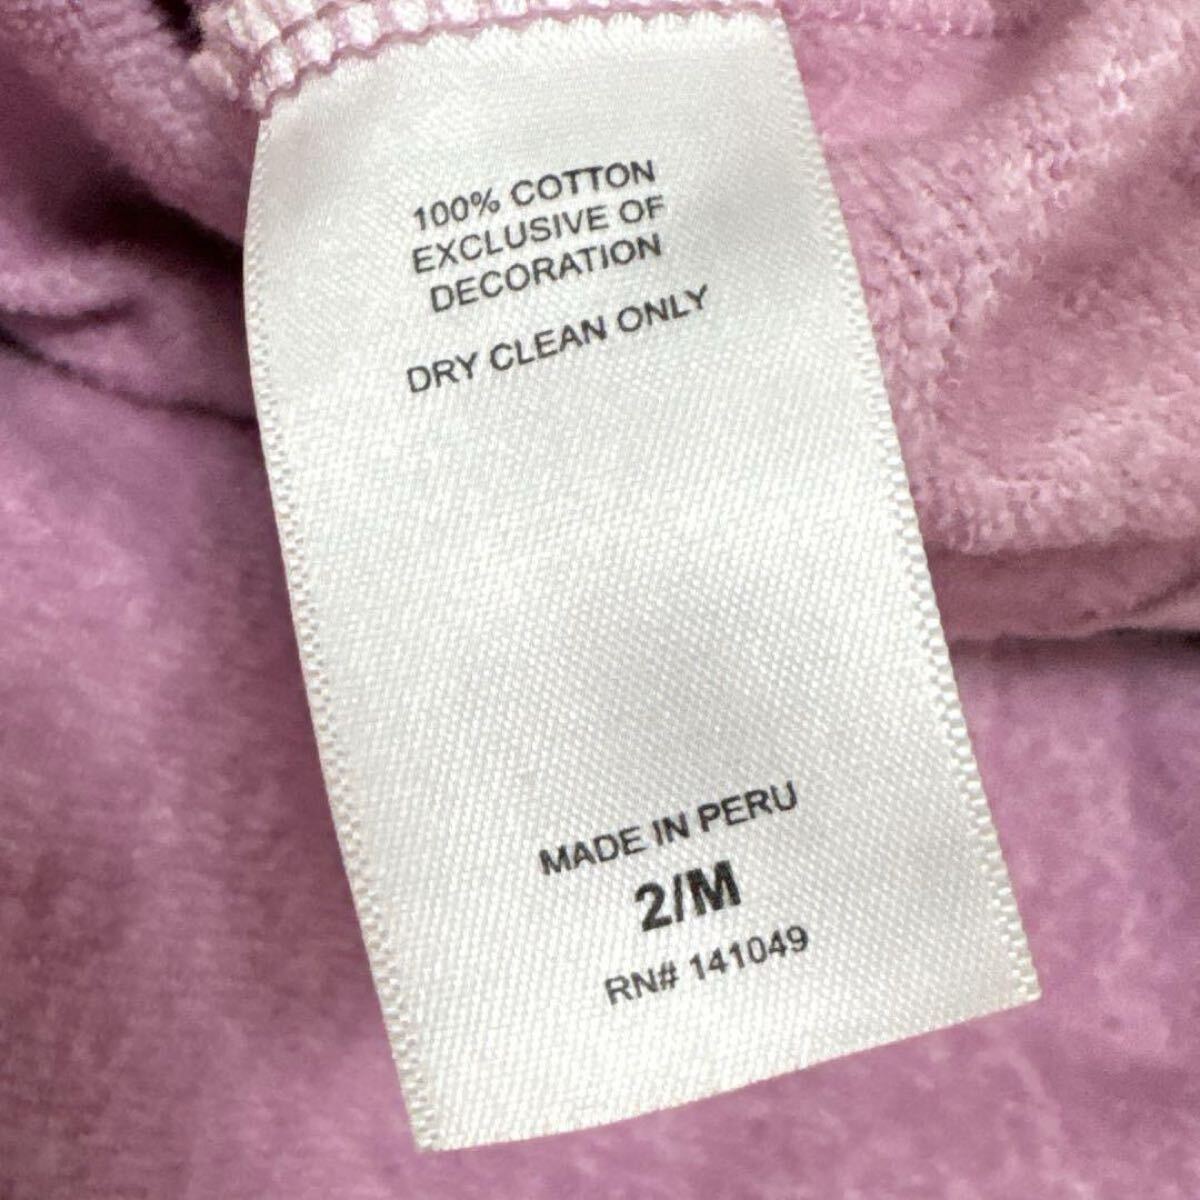 100% COTTON
EXCLUSIVE OF
DECORATION
DRY CLEAN ONLY
MADE IN PERU
2/M
RN# 141049